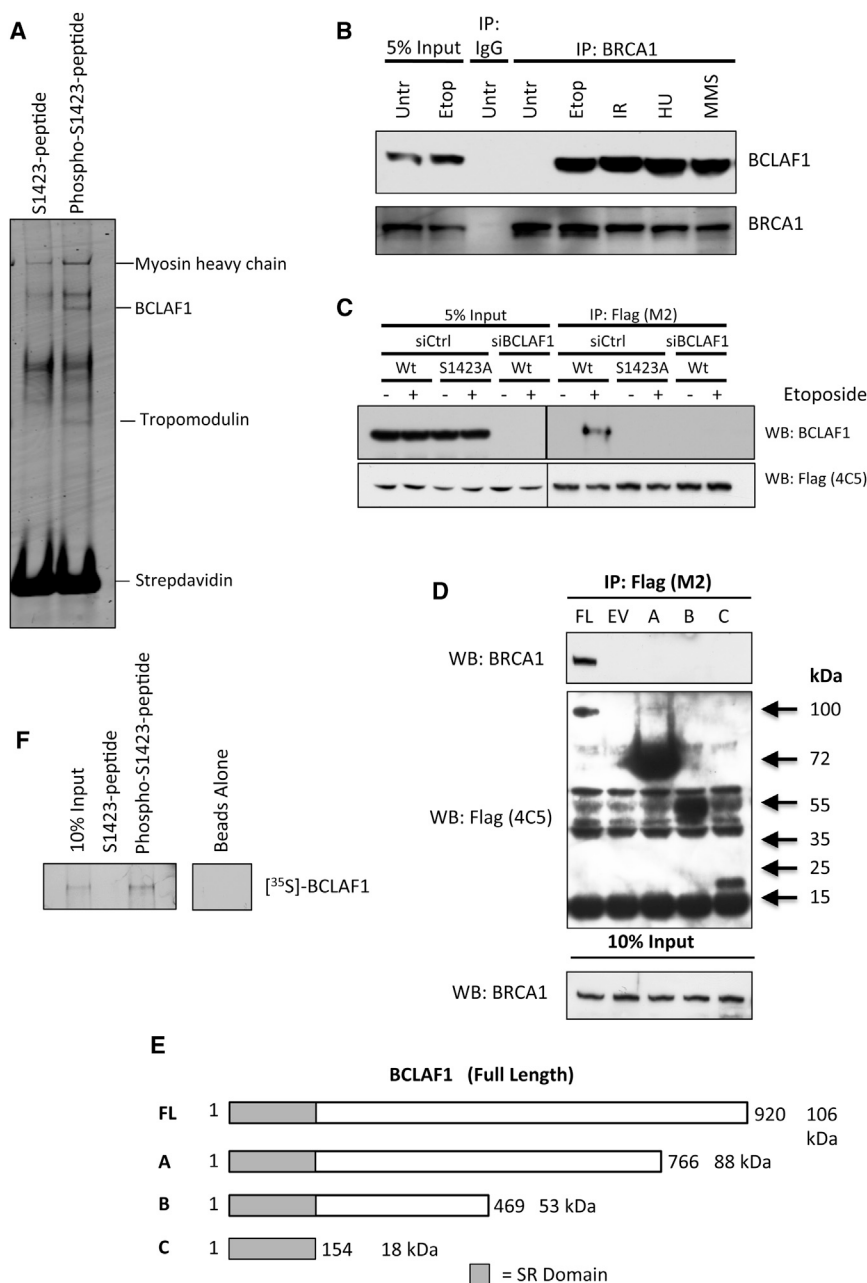 A
S1423-peptide
Phospho-S1423-peptide
Myosin heavy chain
BCLAF1
Tropomodulin
Strepdavidin
B
5% Input
IP:
IgG
IP: BRCA1
Untr
Etop
Untr
Untr
Etop
IR
HU
MMS
BCLAF1
BRCA1
C
5% Input
IP: Flag (M2)
siCtrl
siBCLAF1
siCtrl
siBCLAF1
Wt
S1423A
Wt
Wt
S1423A
Wt
- + - + - + - + - + - + Etoposide
WB: BCLAF1
WB: Flag (4C5)
D
IP: Flag (M2)
FL EV A B C
WB: BRCA1
kDa
100
72
55
35
25
15
WB: Flag (4C5)
10% Input
WB: BRCA1
F
10% Input
S1423-peptide
Phospho-S1423-peptide
Beads Alone
[³⁵S]-BCLAF1
E
BCLAF1 (Full Length)
FL 1 920 106
kDa
A 1 766 88 kDa
B 1 469 53 kDa
C 1 154 18 kDa
= SR Domain